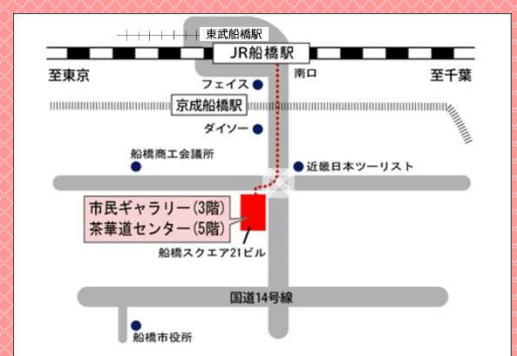 東武船橋駅
JR船橋駅
至東京
南口
至千葉
フェイス
京成船橋駅
ダイソー
船橋商工会議所
近畿日本ツーリスト
市民ギャラリー(3階)
茶華道センター(5階)
船橋スクエア21ビル
国道14号線
船橋市役所